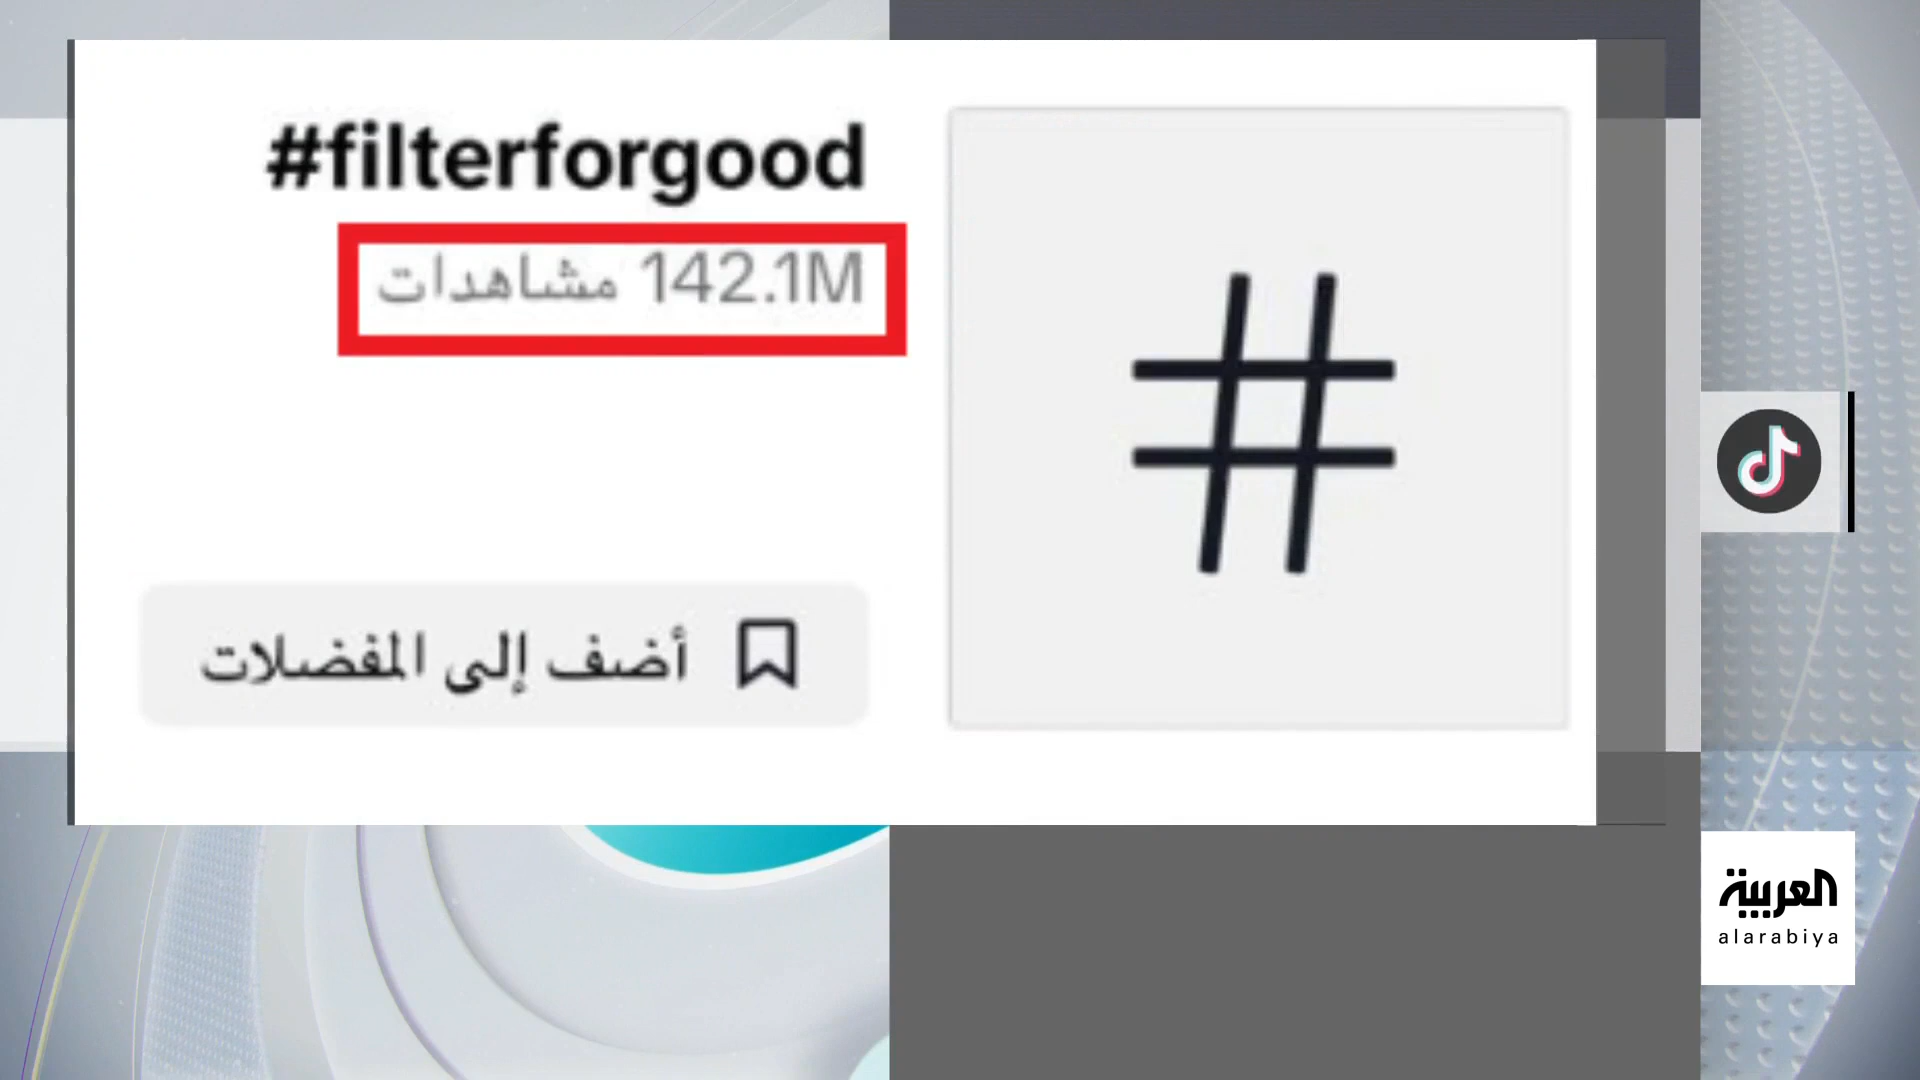 #filterforgood
142.1M مشاهدات
أضف إلى المفضلات
العربية
alarabiya